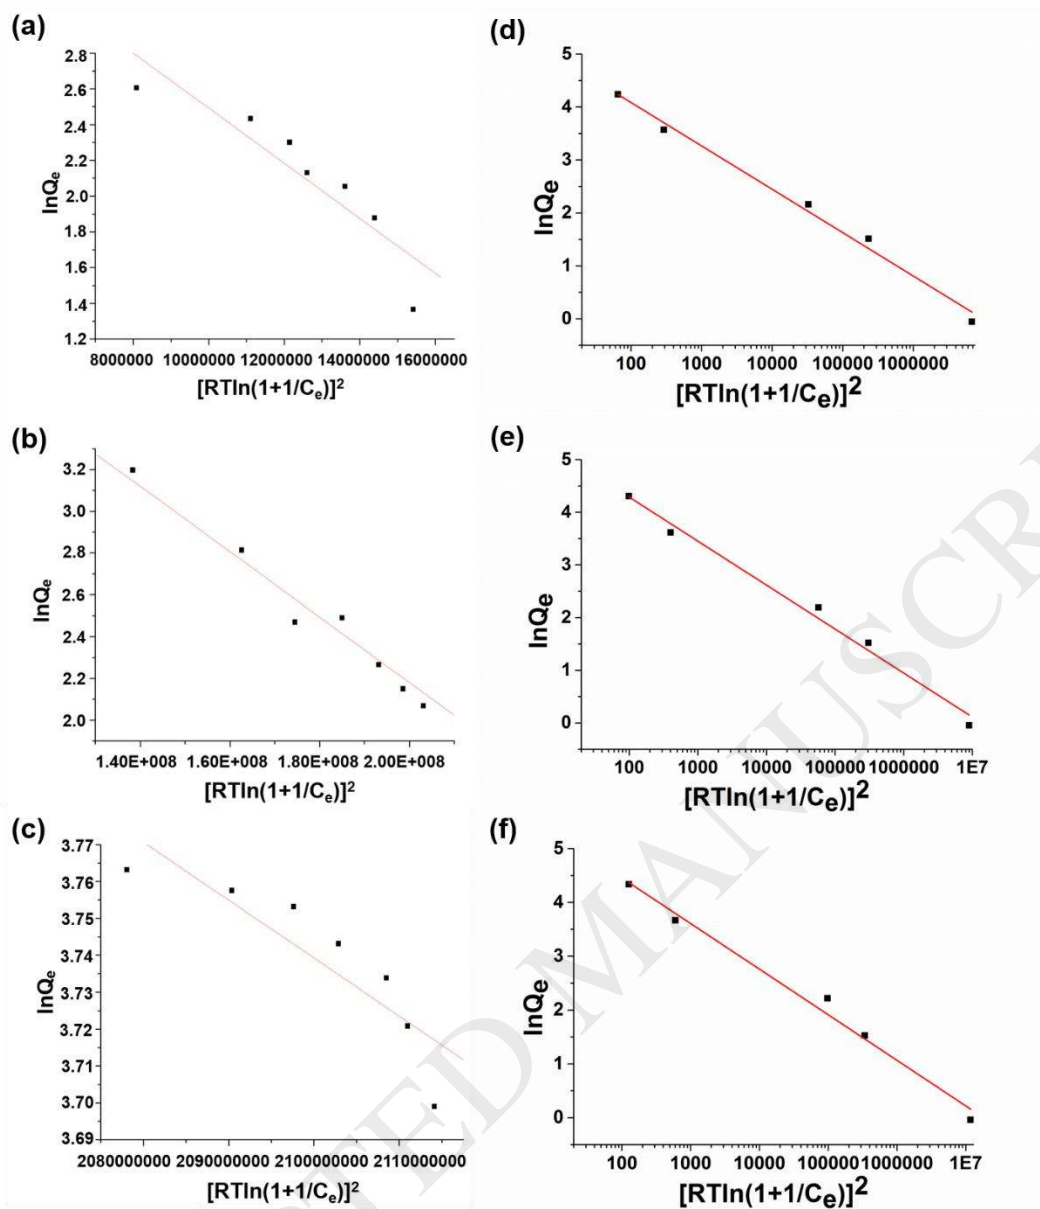 (a)
2.8
2.6
2.4
2.2
2.0
1.8
1.6
1.4
1.2
lnQe
8000000 10000000 12000000 14000000 16000000
[RTln(1+1/Ce)]2
(d)
5
4
3
2
1
0
lnQe
100 1000 10000 100000 1000000
[RTln(1+1/Ce)]2
(b)
3.2
3.0
2.8
2.6
2.4
2.2
2.0
lnQe
1.40E+008 1.60E+008 1.80E+008 2.00E+008
[RTln(1+1/Ce)]2
(e)
5
4
3
2
1
0
lnQe
100 1000 10000 100000 1000000 1E7
[RTln(1+1/Ce)]2
(c)
3.77
3.76
3.75
3.74
3.73
3.72
3.71
3.70
3.69
lnQe
2080000000 2090000000 2100000000 2110000000
[RTln(1+1/Ce)]2
(f)
5
4
3
2
1
0
lnQe
100 1000 10000 100000 1000000 1E7
[RTln(1+1/Ce)]2
TED MANUSCR